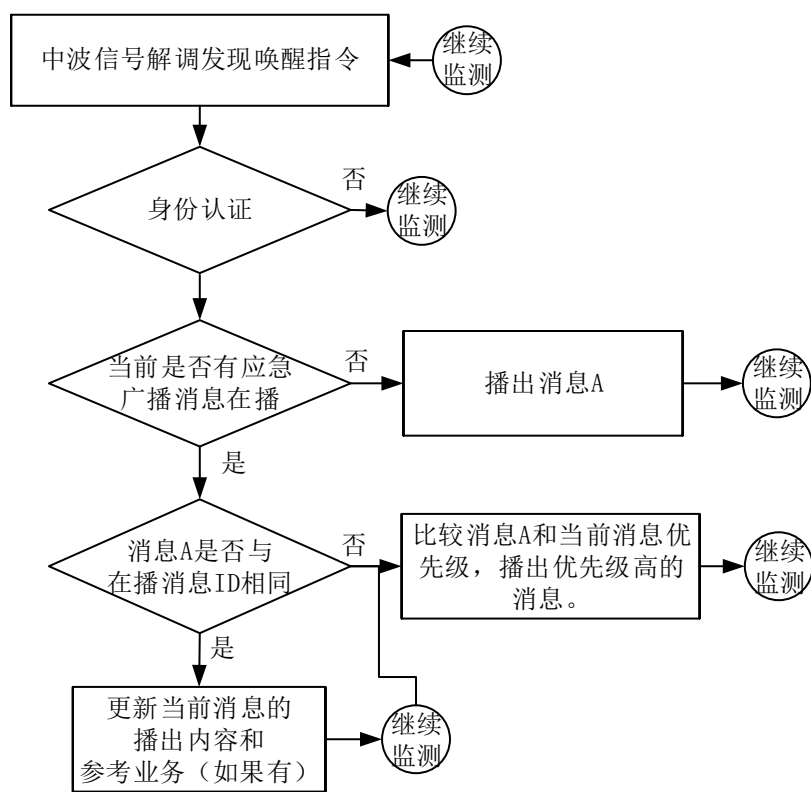 中波信号解调发现唤醒指令
继续
监测
身份认证
否
继续
监测
当前是否有应急
广播消息在播
否
播出消息A
继续
监测
是
消息A是否与
在播消息ID相同
否
比较消息A和当前消息优
先级，播出优先级高的
消息。
继续
监测
是
更新当前消息的
播出内容和
参考业务（如果有）
继续
监测